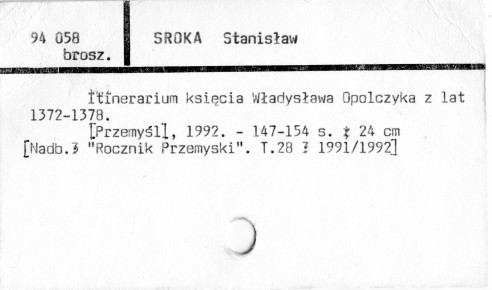 94 058 SROKA Stanisław
brosz.
Itinerarium księcia Władysława Opolczyka z lat
1372-1378.
[Przemyśl], 1992. - 147-154 s. ; 24 cm
[Nadb.: "Rocznik Przemyski". T.28 : 1991/1992]